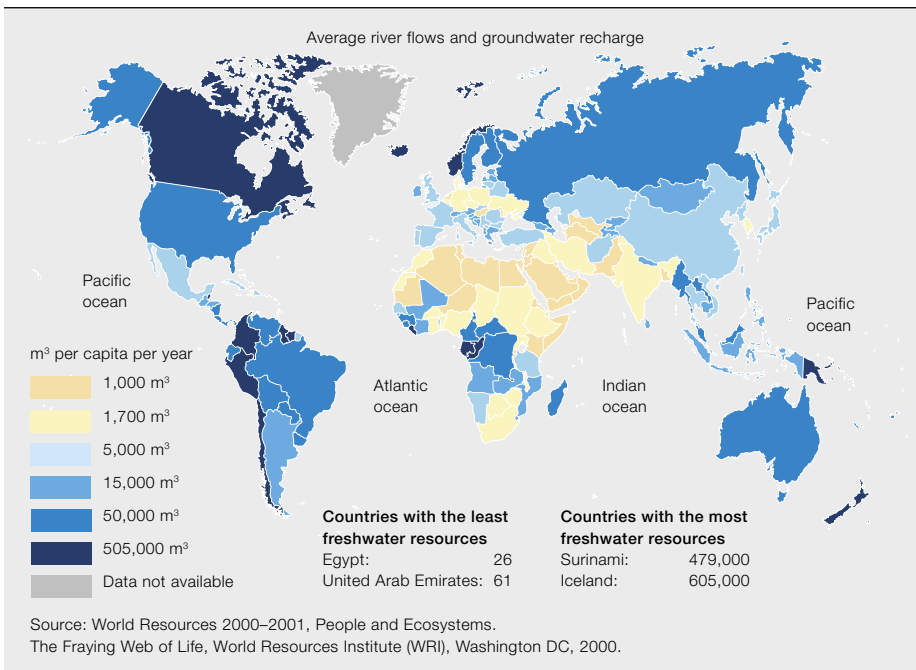 Average river flows and groundwater recharge
Pacific
ocean
Pacific
ocean
Atlantic
ocean
Indian
ocean
m³ per capita per year
1,000 m³
1,700 m³
5,000 m³
15,000 m³
50,000 m³
505,000 m³
Data not available
Countries with the least
freshwater resources
Egypt: 26
United Arab Emirates: 61
Countries with the most
freshwater resources
Surinami: 479,000
Iceland: 605,000
Source: World Resources 2000–2001, People and Ecosystems.
The Fraying Web of Life, World Resources Institute (WRI), Washington DC, 2000.